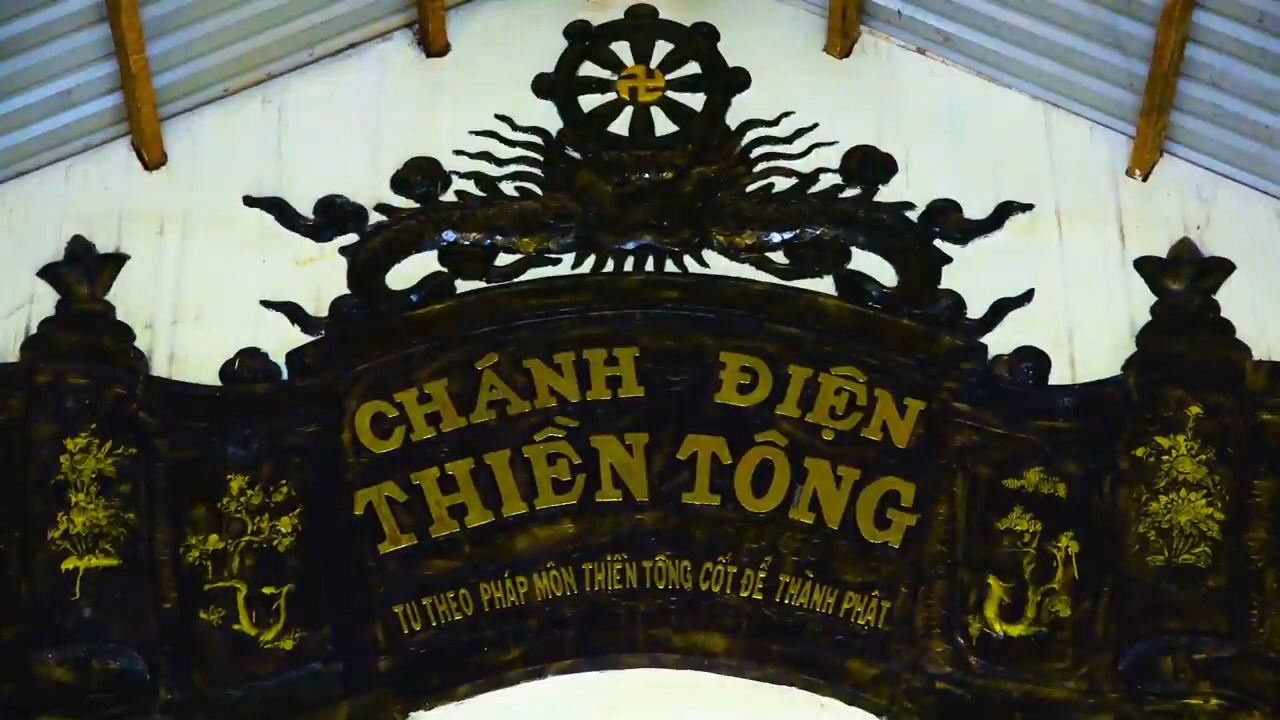 CHÁNH ĐIỆN
THIỀN TÔNG
TU THEO PHÁP MÔN THIỀN TÔNG CỐT ĐỂ THÀNH PHẬT